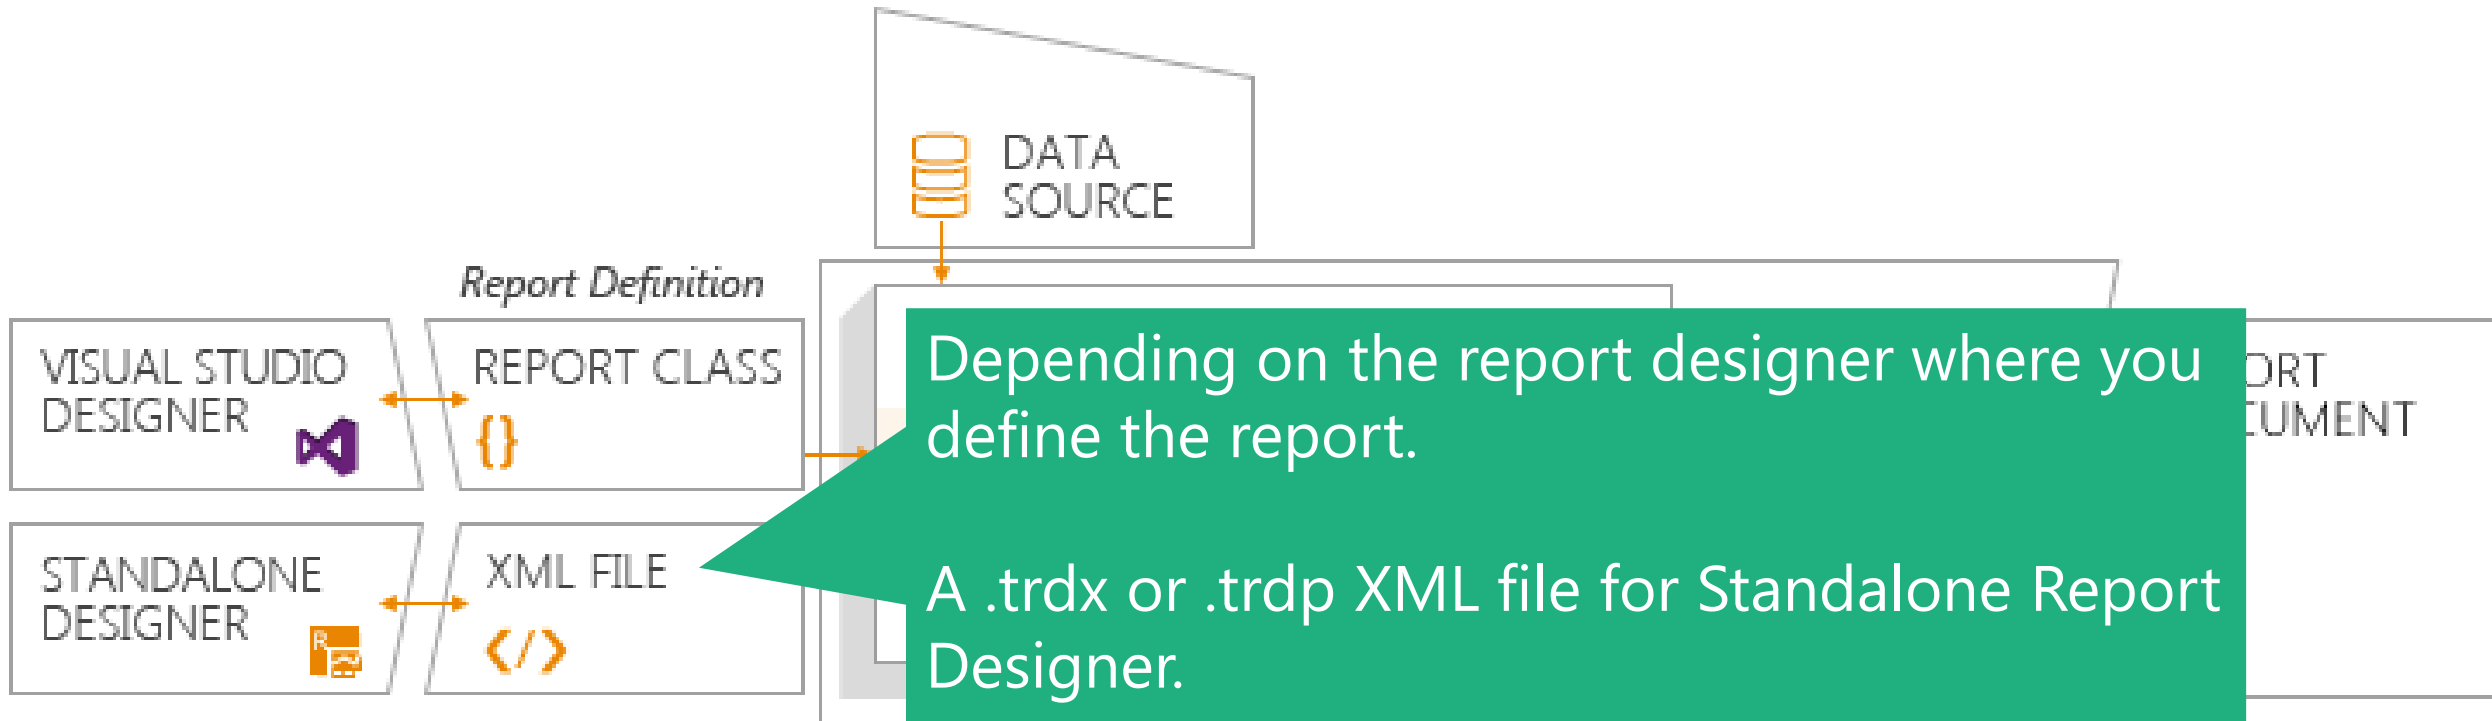 DATA
SOURCE
Report Definition
VISUAL STUDIO
DESIGNER
REPORT CLASS
{}
STANDALONE
DESIGNER
XML FILE
</>
Depending on the report designer where you
define the report.
A .trdx or .trdp XML file for Standalone Report
Designer.